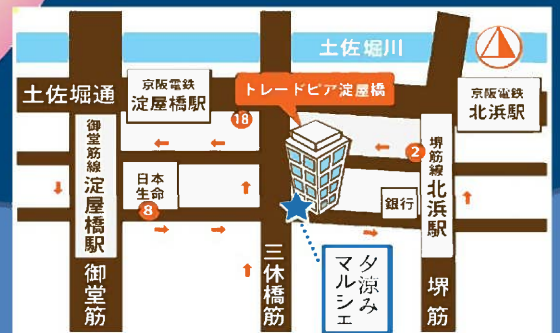 土佐堀川
土佐堀通
京阪電鉄
淀屋橋駅
トレードピア淀屋橋
京阪電鉄
北浜駅
18
御堂筋線
淀屋橋駅
日本
生命
8
2
堺筋線
北浜駅
銀行
御堂筋
三休橋筋
夕涼み
マルシェ
堺筋